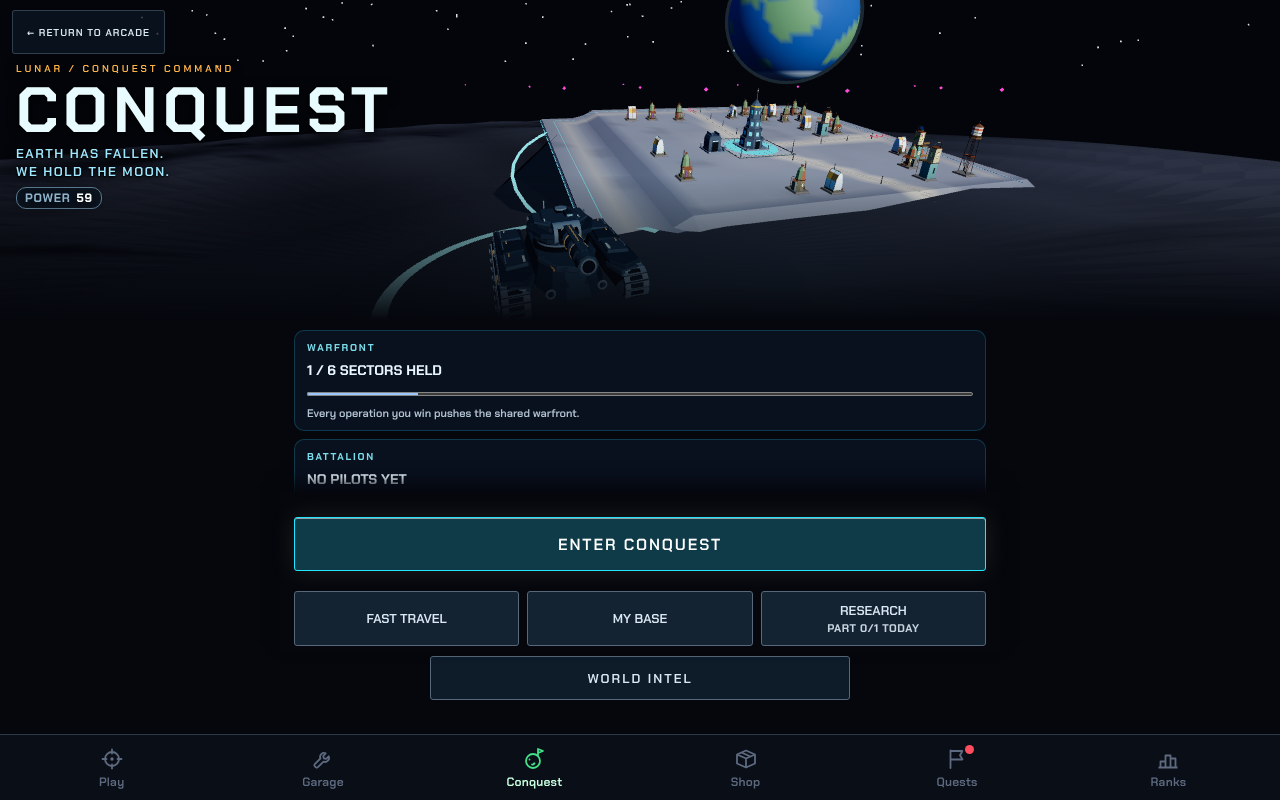 ← RETURN TO ARCADE
LUNAR / CONQUEST COMMAND
CONQUEST
EARTH HAS FALLEN.
WE HOLD THE MOON.
POWER 59
WARFRONT
1 / 6 SECTORS HELD
Every operation you win pushes the shared warfront.
BATTALION
NO PILOTS YET
ENTER CONQUEST
FAST TRAVEL
MY BASE
RESEARCH
PART 0/1 TODAY
WORLD INTEL
Play
Garage
Conquest
Shop
Quests
Ranks